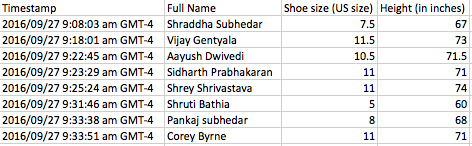 Timestamp Full Name Shoe size (US size) Height (in inches)
2016/09/27 9:08:03 am GMT-4 Shraddha Subhedar 7.5 67
2016/09/27 9:18:01 am GMT-4 Vijay Gentyala 11.5 73
2016/09/27 9:22:45 am GMT-4 Aayush Dwivedi 10.5 71.5
2016/09/27 9:23:29 am GMT-4 Sidharth Prabhakaran 11 71
2016/09/27 9:25:24 am GMT-4 Shrey Shrivastava 11 74
2016/09/27 9:31:46 am GMT-4 Shruti Bathia 5 60
2016/09/27 9:33:38 am GMT-4 Pankaj subhedar 8 68
2016/09/27 9:33:51 am GMT-4 Corey Byrne 11 71